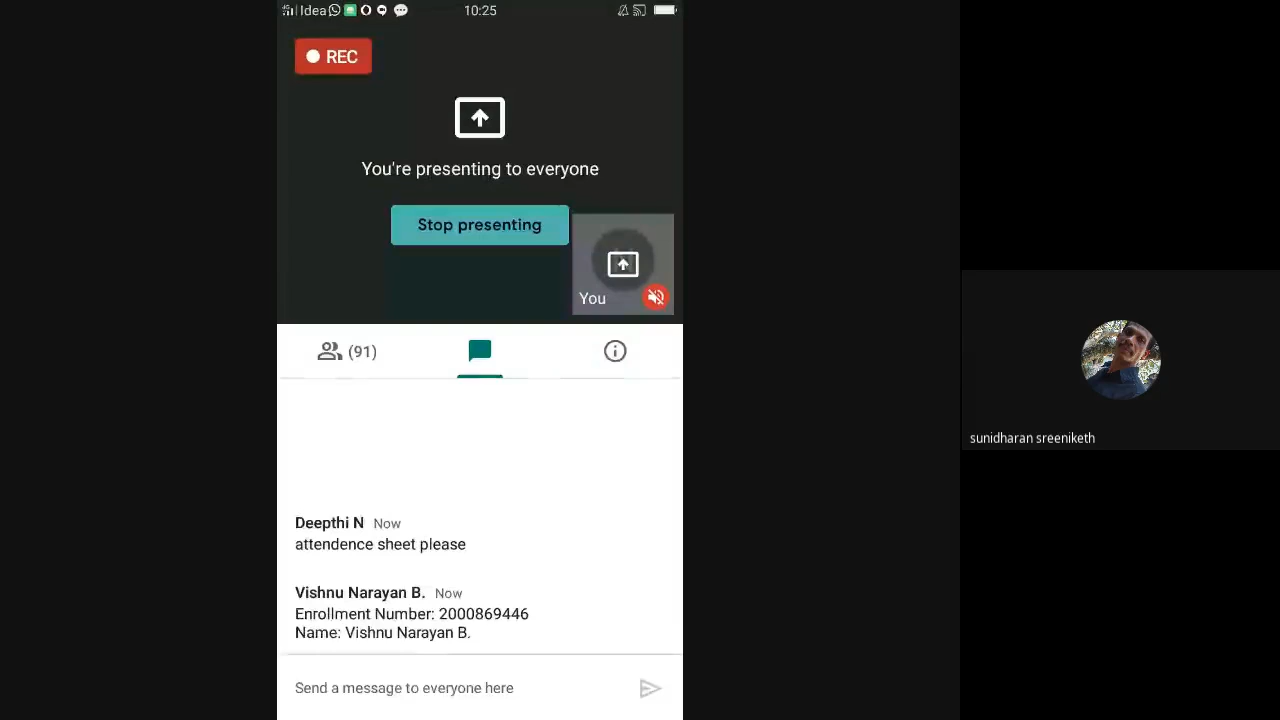 Idea
10:25
REC
You're presenting to everyone
Stop presenting
You
(91)
Deepthi N Now
attendence sheet please
Vishnu Narayan B. Now
Enrollment Number: 2000869446
Name: Vishnu Narayan B.
Send a message to everyone here
sunidharan sreeniketh